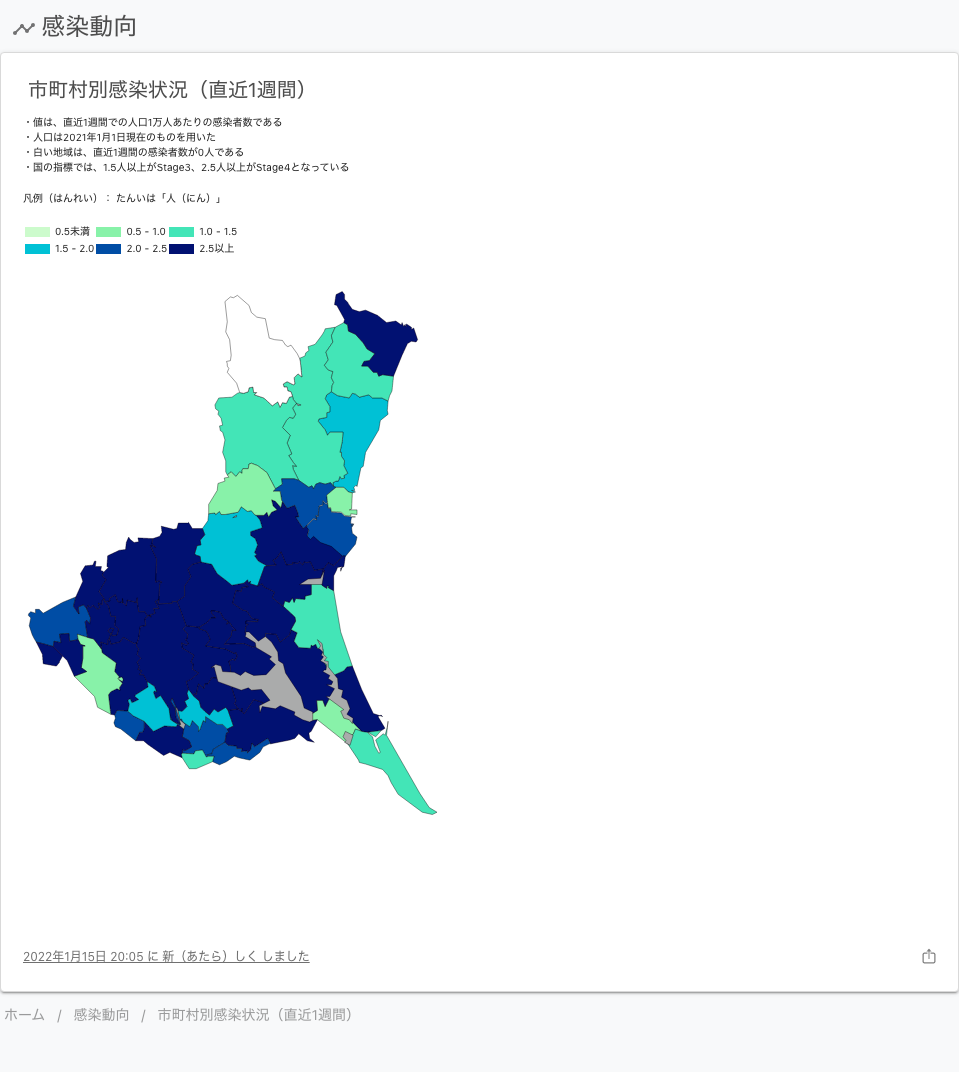 感染動向
市町村別感染状況（直近1週間）
・値は、直近1週間での人口1万人あたりの感染者数である
・人口は2021年1月1日現在のものを用いた
・白い地域は、直近1週間の感染者数が0人である
・国の指標では、1.5人以上がStage3、2.5人以上がStage4となっている
凡例（はんれい）： たんいは「人（にん）」
0.5未満 0.5 - 1.0 1.0 - 1.5
1.5 - 2.0 2.0 - 2.5 2.5以上
2022年1月15日 20:05 に 新（あたら）しく しました
ホーム / 感染動向 / 市町村別感染状況（直近1週間）